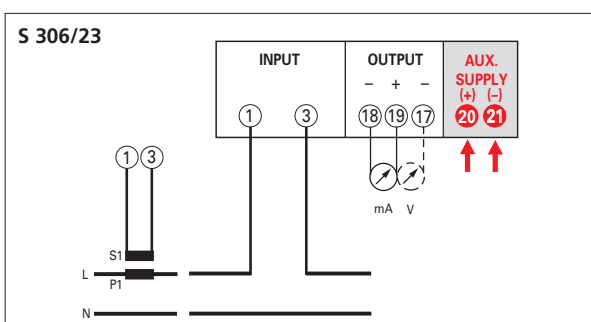 S 306/23
INPUT
OUTPUT
AUX.
SUPPLY
– + –
(+) (–)
1 3
18 19 17
20 21
1 3
mA V
S1
L
P1
N